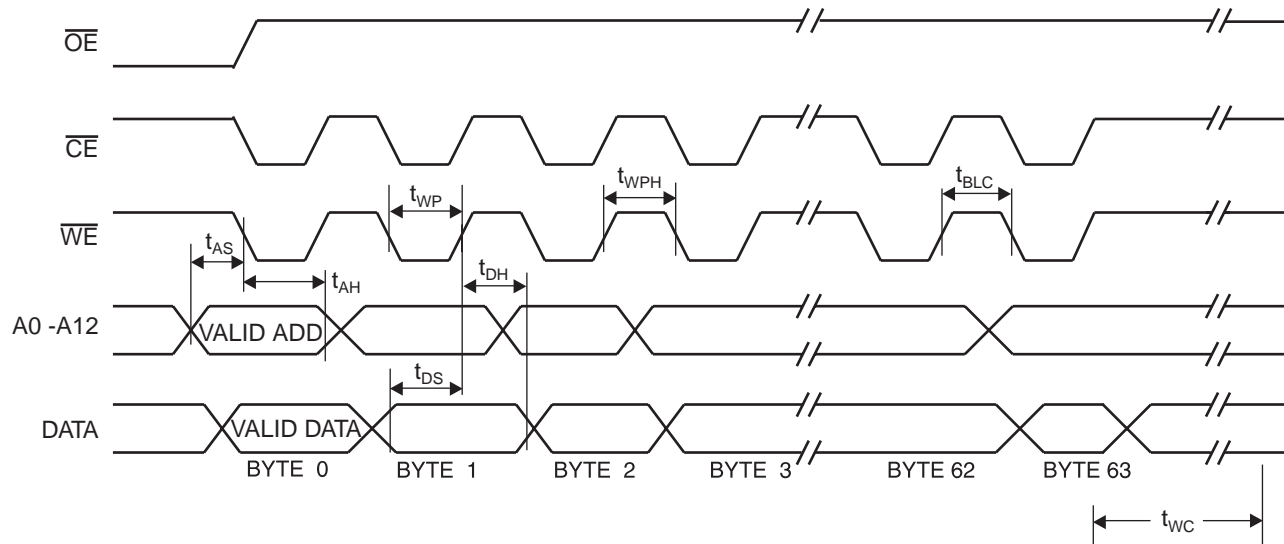 OE
CE
tWP
tWPH
tBLC
WE
tAS
tAH
tDH
A0 -A12
VALID ADD
tDS
DATA
VALID DATA
BYTE 0
BYTE 1
BYTE 2
BYTE 3
BYTE 62
BYTE 63
tWC